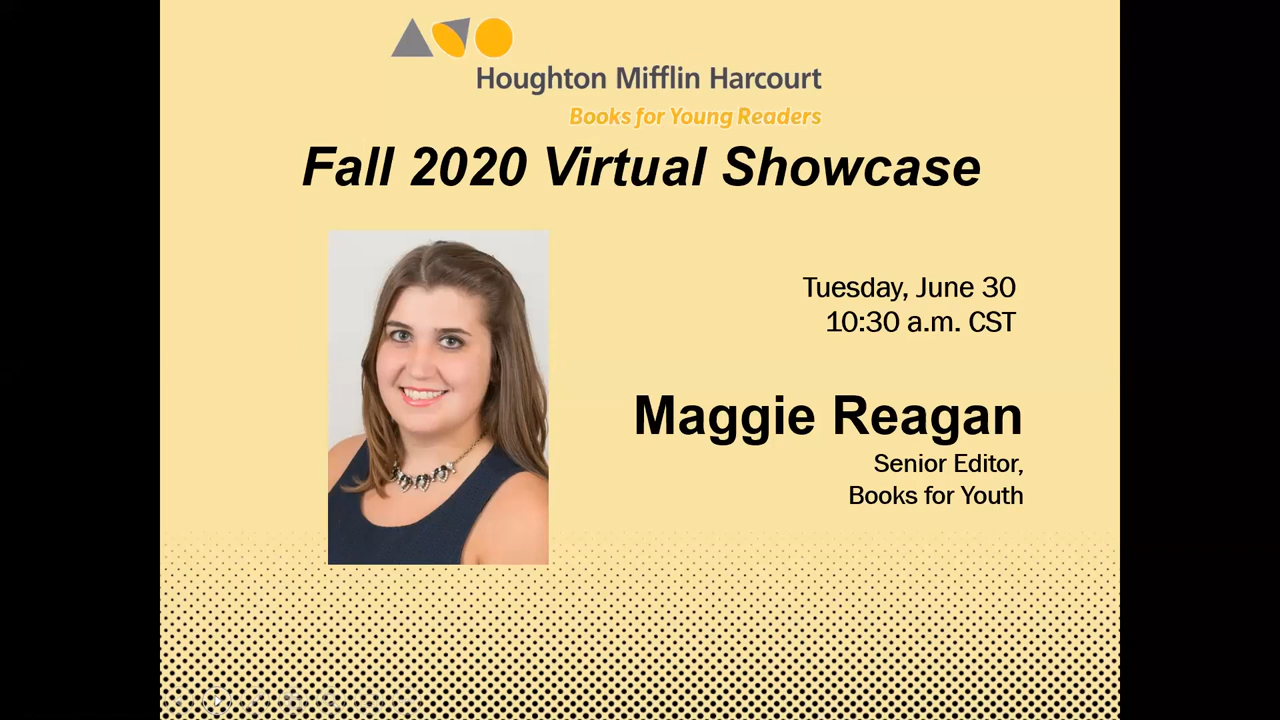 Houghton Mifflin Harcourt
Books for Young Readers
Fall 2020 Virtual Showcase
Tuesday, June 30
10:30 a.m. CST
Maggie Reagan
Senior Editor,
Books for Youth